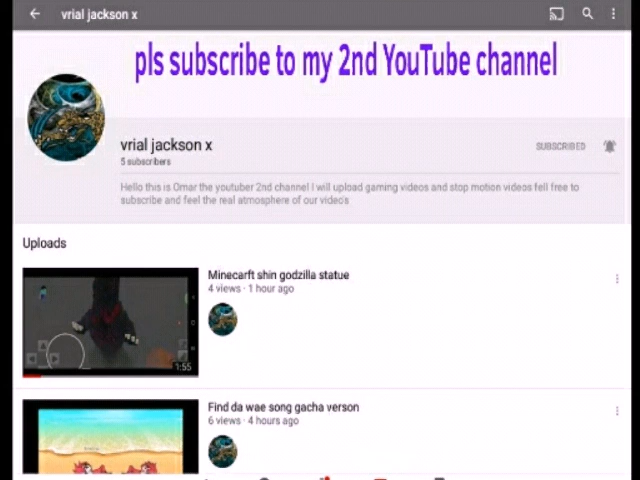 vrial jackson x
pls subscribe to my 2nd YouTube channel
vrial jackson x
SUBSCRIBED
5 subscribers
Hello this is Omar the youtuber 2nd channel I will upload gaming videos and stop motion videos fell free to
subscribe and feel the real atmosphere of our video's
Uploads
Minecarft shin godzilla statue
4 views · 1 hour ago
1:55
Find da wae song gacha verson
6 views · 4 hours ago